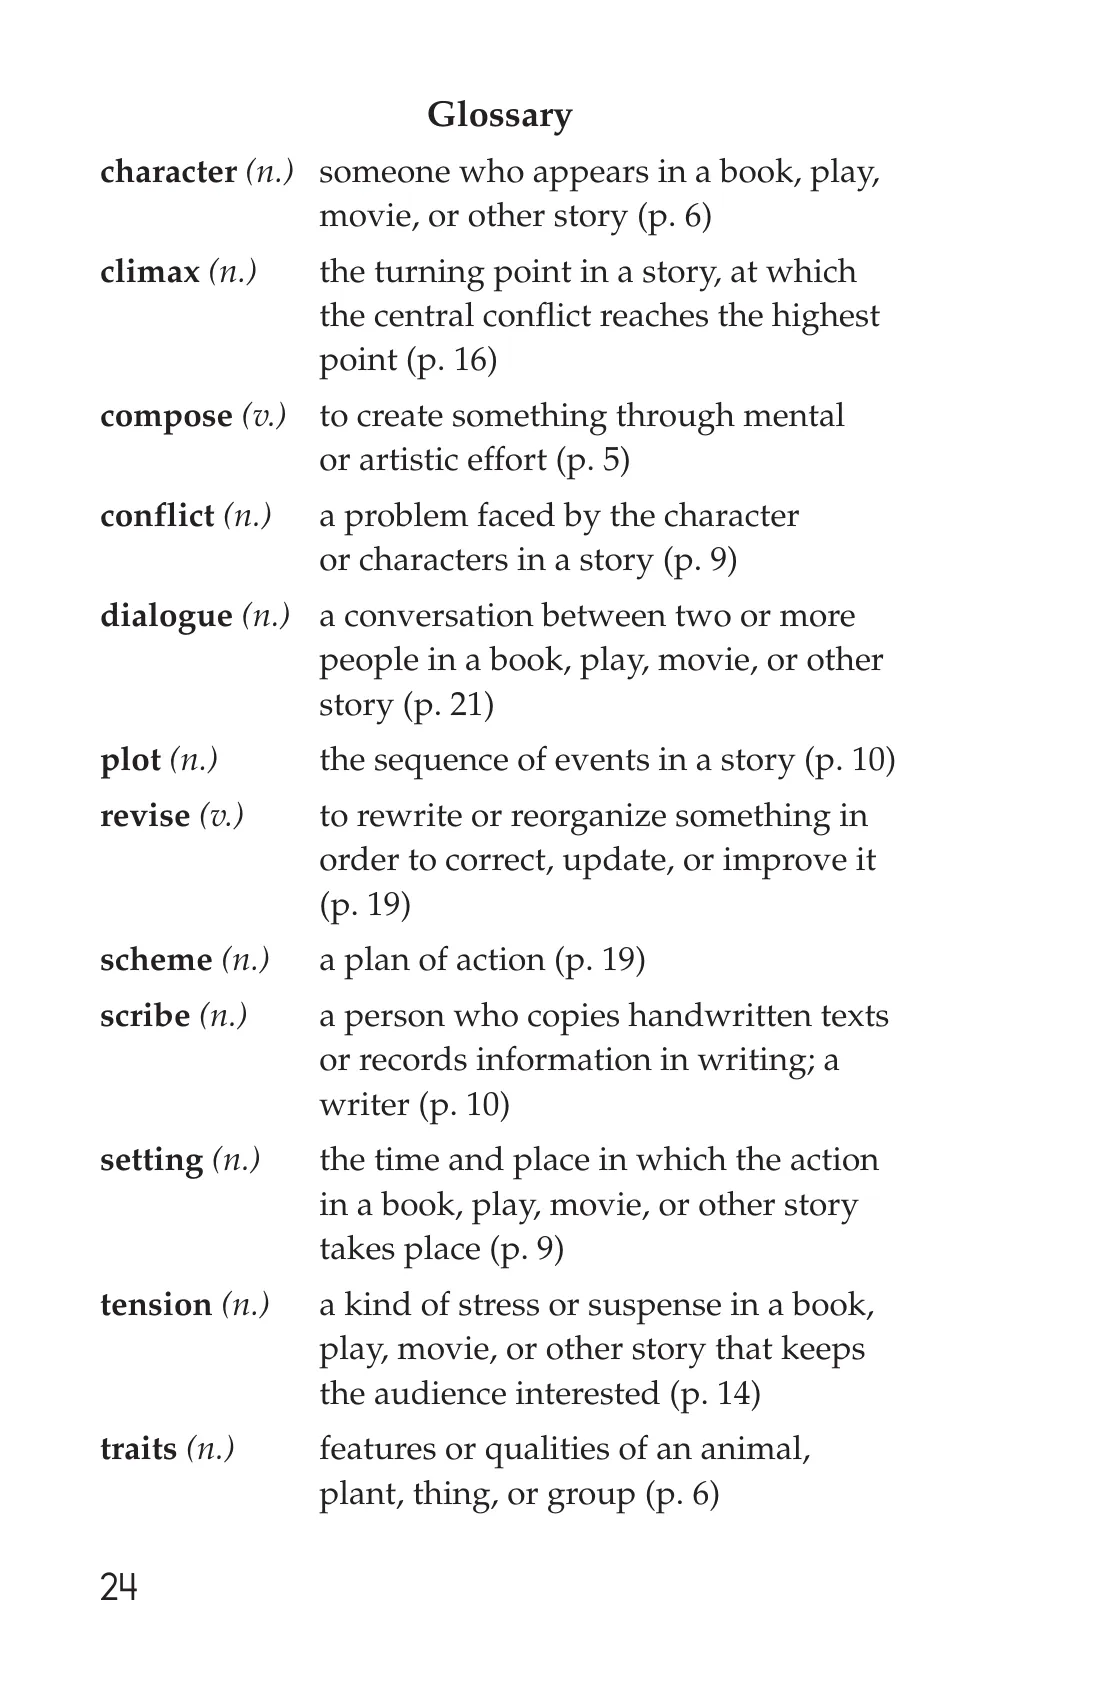 Glossary
character (n.) someone who appears in a book, play,
movie, or other story (p. 6)
climax (n.) the turning point in a story, at which
the central conflict reaches the highest
point (p. 16)
compose (v.) to create something through mental
or artistic effort (p. 5)
conflict (n.) a problem faced by the character
or characters in a story (p. 9)
dialogue (n.) a conversation between two or more
people in a book, play, movie, or other
story (p. 21)
plot (n.) the sequence of events in a story (p. 10)
revise (v.) to rewrite or reorganize something in
order to correct, update, or improve it
(p. 19)
scheme (n.) a plan of action (p. 19)
scribe (n.) a person who copies handwritten texts
or records information in writing; a
writer (p. 10)
setting (n.) the time and place in which the action
in a book, play, movie, or other story
takes place (p. 9)
tension (n.) a kind of stress or suspense in a book,
play, movie, or other story that keeps
the audience interested (p. 14)
traits (n.) features or qualities of an animal,
plant, thing, or group (p. 6)
24